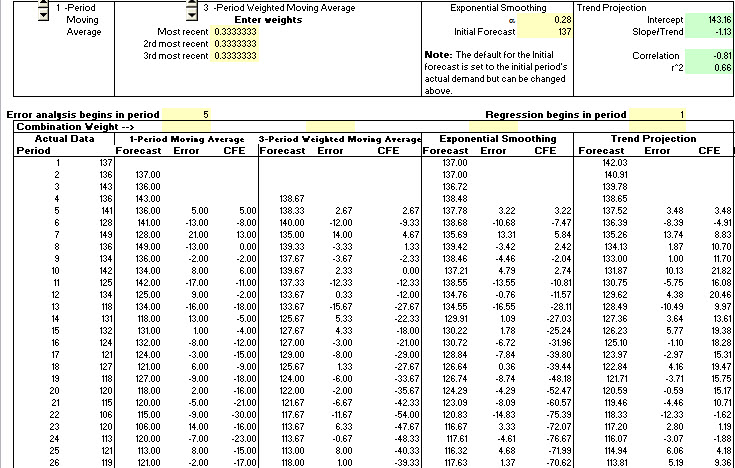 1 -Period 3 -Period Weighted Moving Average Exponential Smoothing Trend Projection
Moving Enter weights α 0.28 Intercept 143.16
Average Most recent 0.3333333 Initial Forecast 137 Slope/Trend -1.13
2rd most recent 0.3333333
3rd most recent 0.3333333 Note: The default for the Initial Correlation -0.81
forecast is set to the initial period's r^2 0.66
actual demand but can be changed
above.
Error analysis begins in period 5 Regression begins in period 1
Combination Weight -->
Actual Data 1-Period Moving Average 3-Period Weighted Moving Average Exponential Smoothing Trend Projection
Period Forecast Error CFE Forecast Error CFE Forecast Error CFE Forecast Error CFE
1 137 137.00 142.03
2 136 137.00 137.00 140.91
3 143 136.00 136.72 139.78
4 136 143.00 138.67 138.48 138.65
5 141 136.00 5.00 5.00 138.33 2.67 2.67 137.78 3.22 3.22 137.52 3.48 3.48
6 128 141.00 -13.00 -8.00 140.00 -12.00 -9.33 138.68 -10.68 -7.47 136.39 -8.39 -4.91
7 149 128.00 21.00 13.00 135.00 14.00 4.67 135.69 13.31 5.84 135.26 13.74 8.83
8 136 149.00 -13.00 0.00 139.33 -3.33 1.33 139.42 -3.42 2.42 134.13 1.87 10.70
9 134 136.00 -2.00 -2.00 137.67 -3.67 -2.33 138.46 -4.46 -2.04 133.00 1.00 11.70
10 142 134.00 8.00 6.00 139.67 2.33 0.00 137.21 4.79 2.74 131.87 10.13 21.82
11 125 142.00 -17.00 -11.00 137.33 -12.33 -12.33 138.55 -13.55 -10.81 130.75 -5.75 16.08
12 134 125.00 9.00 -2.00 133.67 0.33 -12.00 134.76 -0.76 -11.57 129.62 4.38 20.46
13 118 134.00 -16.00 -18.00 133.67 -15.67 -27.67 134.55 -16.55 -28.11 128.49 -10.49 9.97
14 131 118.00 13.00 -5.00 125.67 5.33 -22.33 129.91 1.09 -27.03 127.36 3.64 13.61
15 132 131.00 1.00 -4.00 127.67 4.33 -18.00 130.22 1.78 -25.24 126.23 5.77 19.38
16 124 132.00 -8.00 -12.00 127.00 -3.00 -21.00 130.72 -6.72 -31.96 125.10 -1.10 18.28
17 121 124.00 -3.00 -15.00 129.00 -8.00 -29.00 128.84 -7.84 -39.80 123.97 -2.97 15.31
18 127 121.00 6.00 -9.00 125.67 1.33 -27.67 126.64 0.36 -39.44 122.84 4.16 19.47
19 118 127.00 -9.00 -18.00 124.00 -6.00 -33.67 126.74 -8.74 -48.18 121.71 -3.71 15.75
20 120 118.00 2.00 -16.00 122.00 -2.00 -35.67 124.29 -4.29 -52.47 120.59 -0.59 15.17
21 115 120.00 -5.00 -21.00 121.67 -6.67 -42.33 123.09 -8.09 -60.57 119.46 -4.46 10.71
22 106 115.00 -9.00 -30.00 117.67 -11.67 -54.00 120.83 -14.83 -75.39 118.33 -12.33 -1.62
23 120 106.00 14.00 -16.00 113.67 6.33 -47.67 116.67 3.33 -72.07 117.20 2.80 1.19
24 113 120.00 -7.00 -23.00 113.67 -0.67 -48.33 117.61 -4.61 -76.67 116.07 -3.07 -1.88
25 121 113.00 8.00 -15.00 113.00 8.00 -40.33 116.32 4.68 -71.99 114.94 6.06 4.18
26 119 121.00 -2.00 -17.00 118.00 1.00 -39.33 117.63 1.37 -70.62 113.81 5.19 9.36